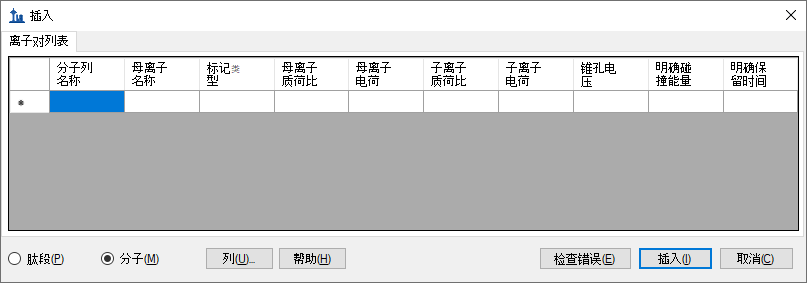 插入
离子对列表
分子列名称 母离子名称 标记类型 母离子质荷比 母离子电荷 子离子质荷比 子离子电荷 锥孔电压 明确碰撞能量 明确保留时间
肽段(P) 分子(M) 列(U)... 帮助(H) 检查错误(E) 插入(I) 取消(C)